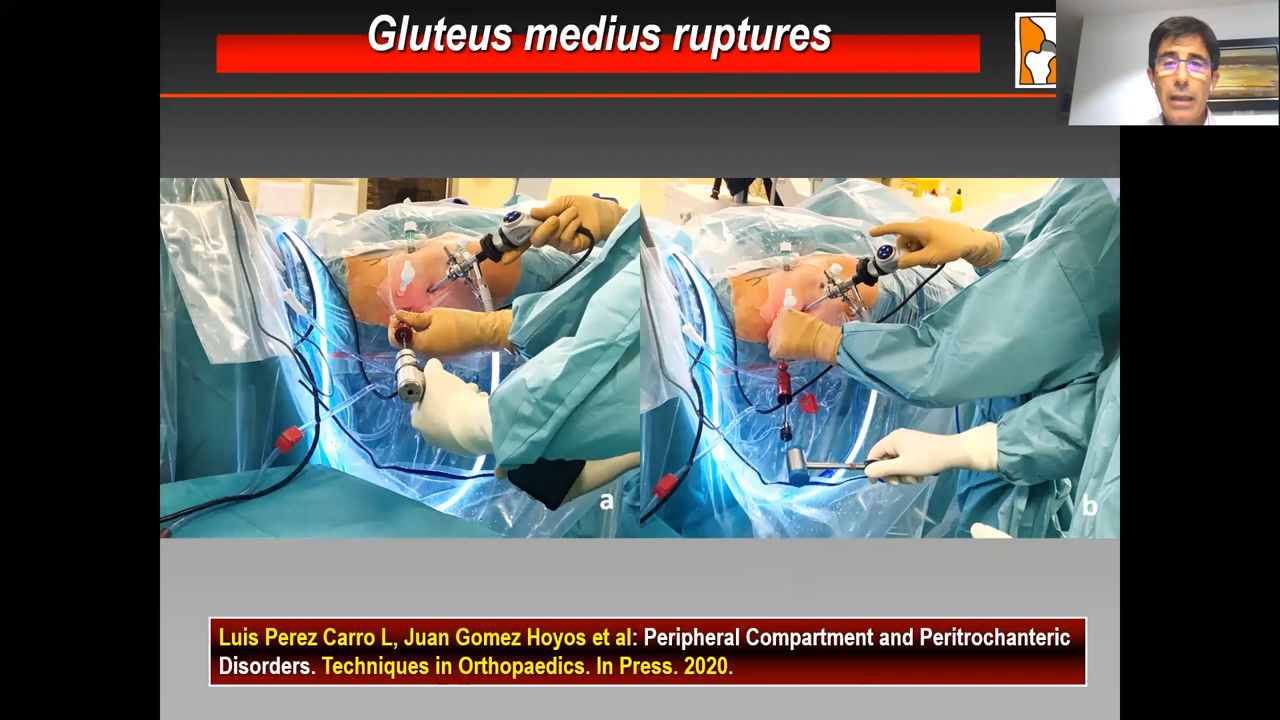 Gluteus medius ruptures
a
b
Luis Perez Carro L, Juan Gomez Hoyos et al: Peripheral Compartment and Peritrochanteric
Disorders. Techniques in Orthopaedics. In Press. 2020.